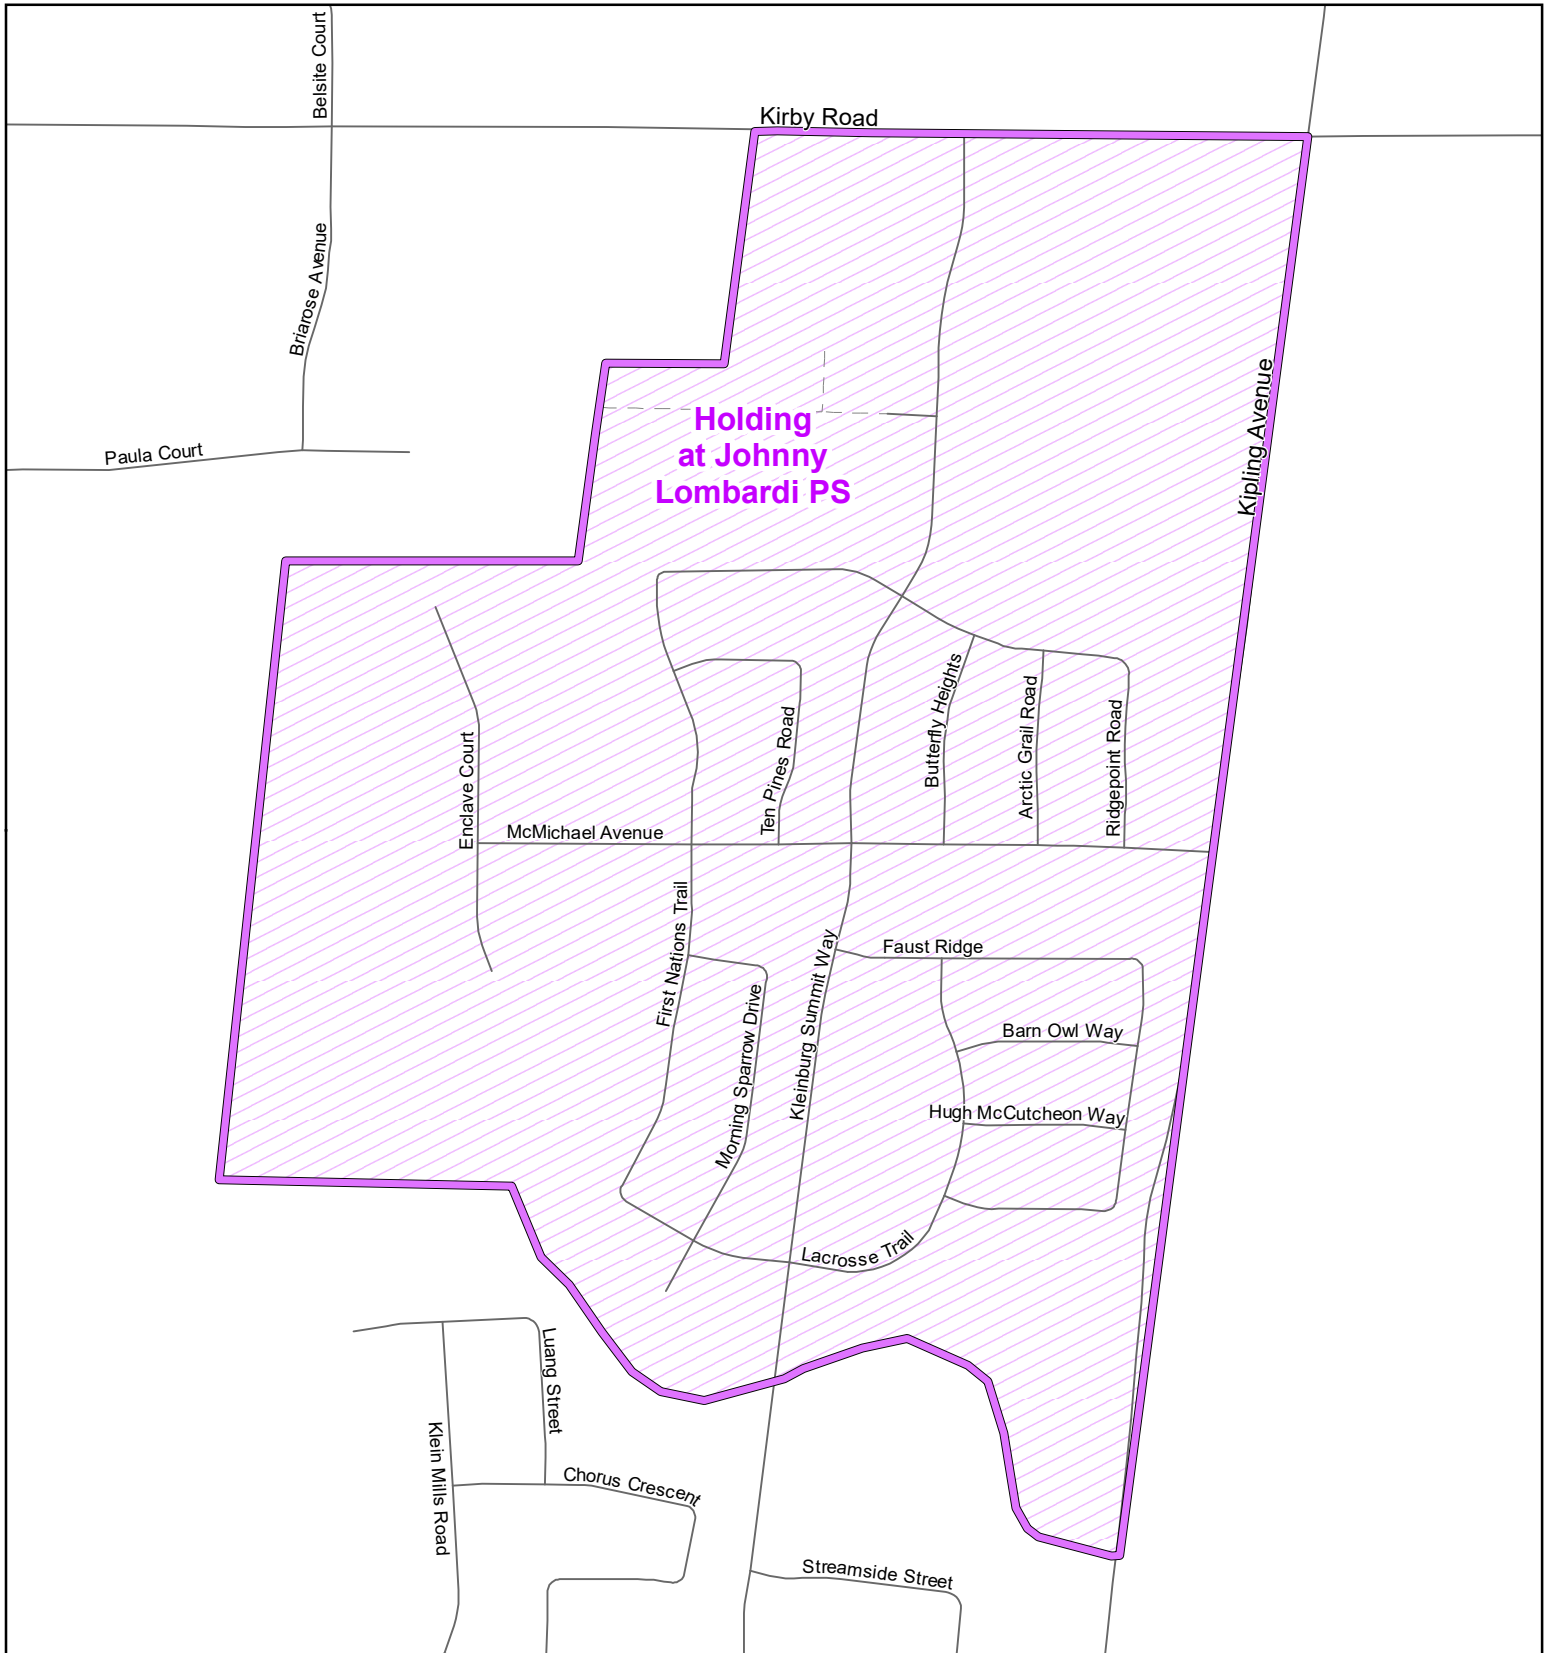 Belsite Court
Kirby Road
Briarose Avenue
Paula Court
Kipling Avenue
Holding
at Johnny
Lombardi PS
Butterfly Heights
Arctic Grail Road
Ridgepoint Road
Ten Pines Road
Enclave Court
McMichael Avenue
First Nations Trail
Kleinburg Summit Way
Faust Ridge
Morning Sparrow Drive
Barn Owl Way
Hugh McCutcheon Way
Lacrosse Trail
Luang Street
Klein Mills Road
Chorus Crescent
Streamside Street